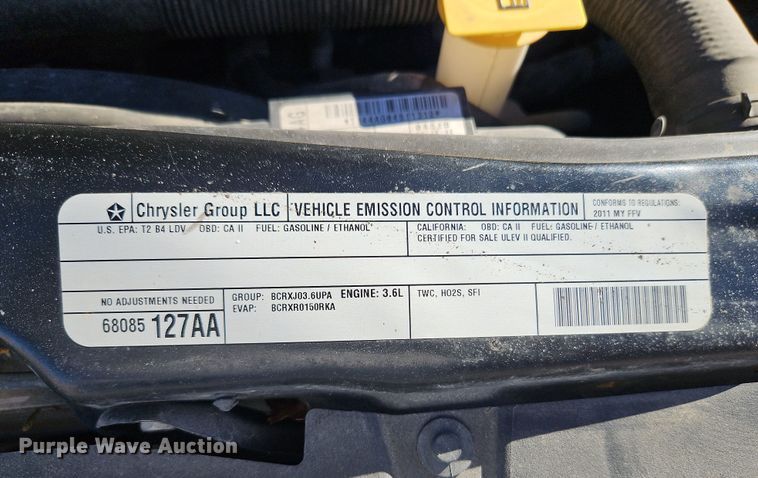 Chrysler Group LLC VEHICLE EMISSION CONTROL INFORMATION CONFORMS TO REGULATIONS:
2011 MY FFV
U.S. EPA: T2 B4 LDV OBD: CA II FUEL: GASOLINE / ETHANOL
CALIFORNIA: OBD: CA II FUEL: GASOLINE / ETHANOL
CERTIFIED FOR SALE ULEV II QUALIFIED.
NO ADJUSTMENTS NEEDED
68085 127AA
GROUP: BCRXJ03.6UPA ENGINE: 3.6L
EVAP: BCRXR0150RKA
TWC, HO2S, SFI
Purple Wave Auction